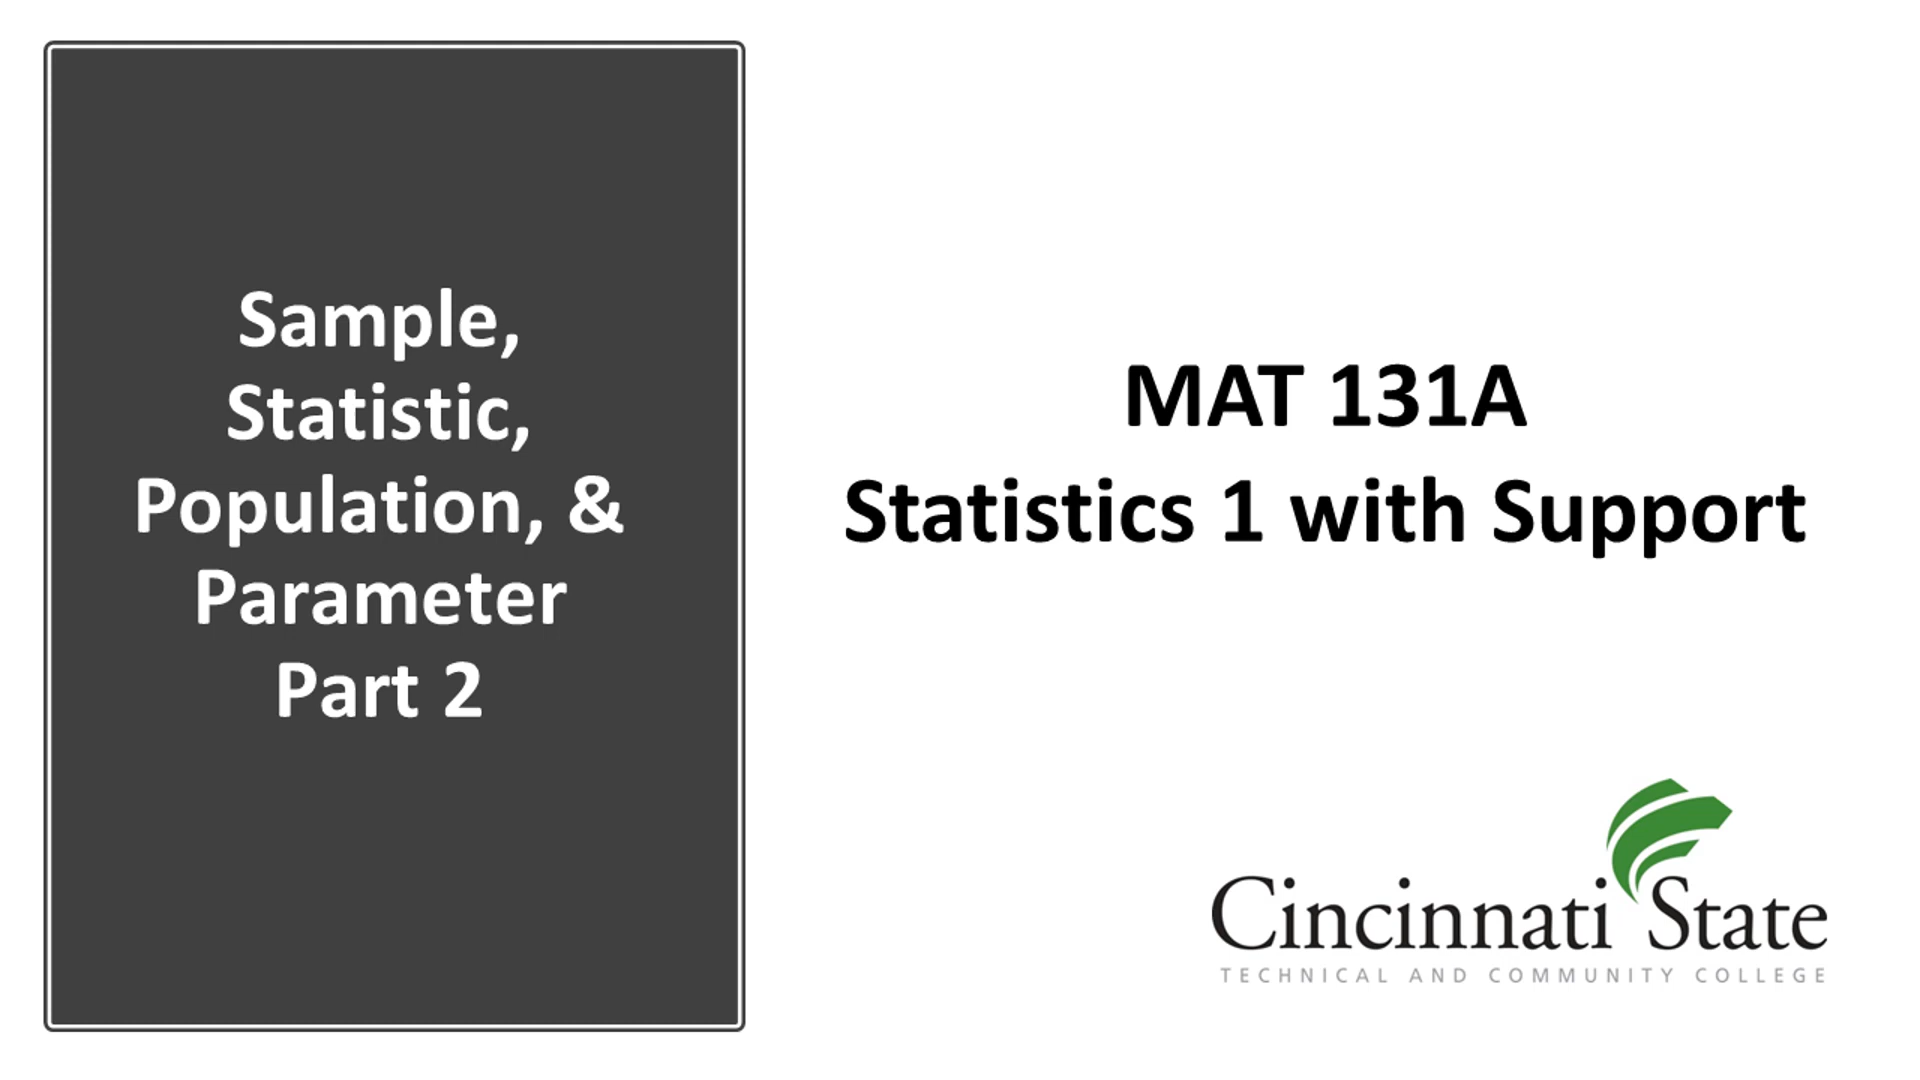 Sample,
Statistic,
Population, &
Parameter
Part 2
MAT 131A
Statistics 1 with Support
Cincinnati State
TECHNICAL AND COMMUNITY COLLEGE